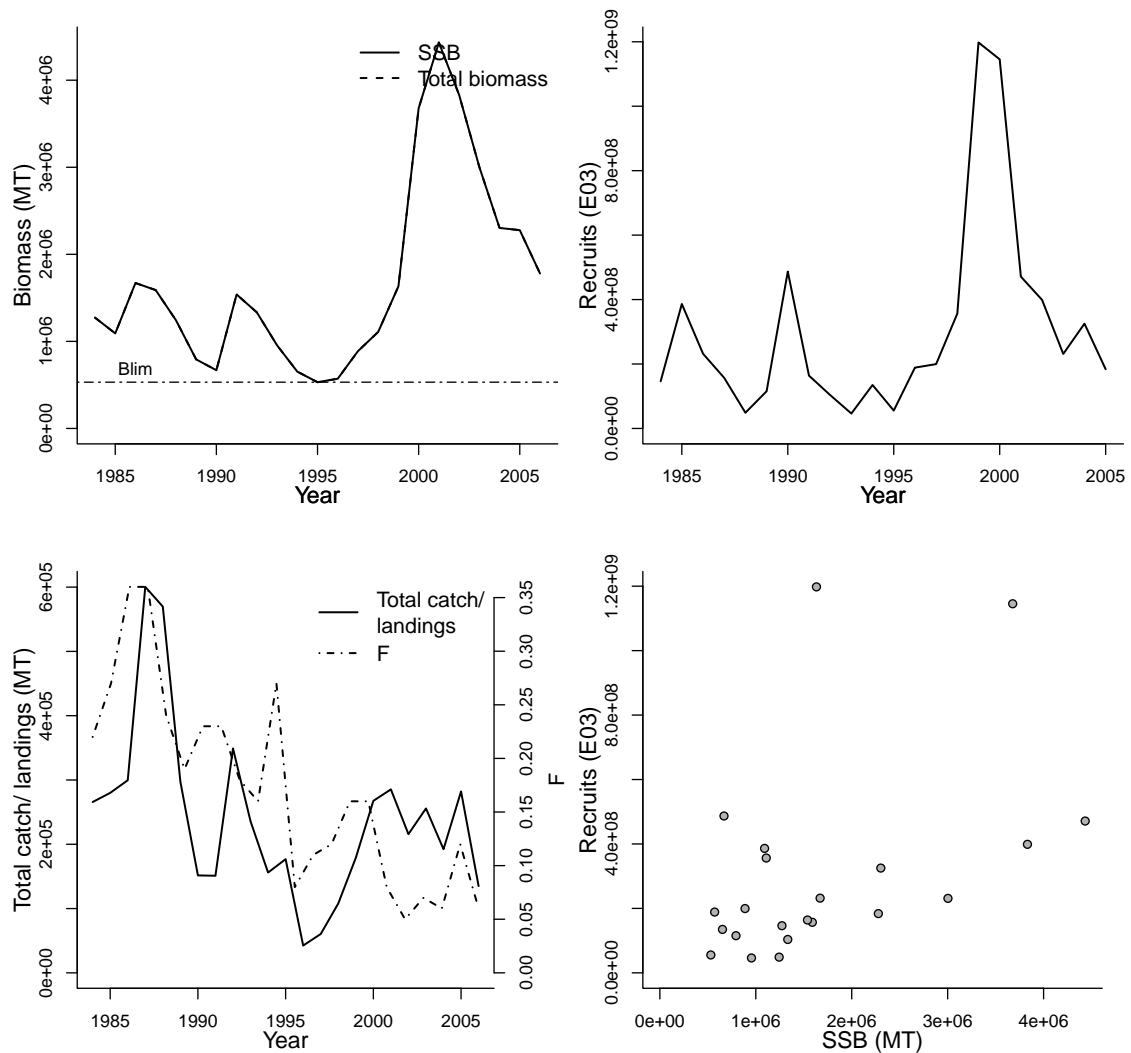 SSB
Total biomass
Biomass (MT)
4e+06
3e+06
2e+06
1e+06
0e+00
Blim
1985 1990 1995 2000 2005
Year
Recruits (E03)
1.2e+09
8.0e+08
4.0e+08
0.0e+00
1985 1990 1995 2000 2005
Year
Total catch/ landings (MT)
6e+05
4e+05
2e+05
0e+00
Total catch/
landings
F
0.35
0.30
0.25
0.20
0.15
0.10
0.05
0.00
F
1985 1990 1995 2000 2005
Year
Recruits (E03)
1.2e+09
8.0e+08
4.0e+08
0.0e+00
0e+00 1e+06 2e+06 3e+06 4e+06
SSB (MT)